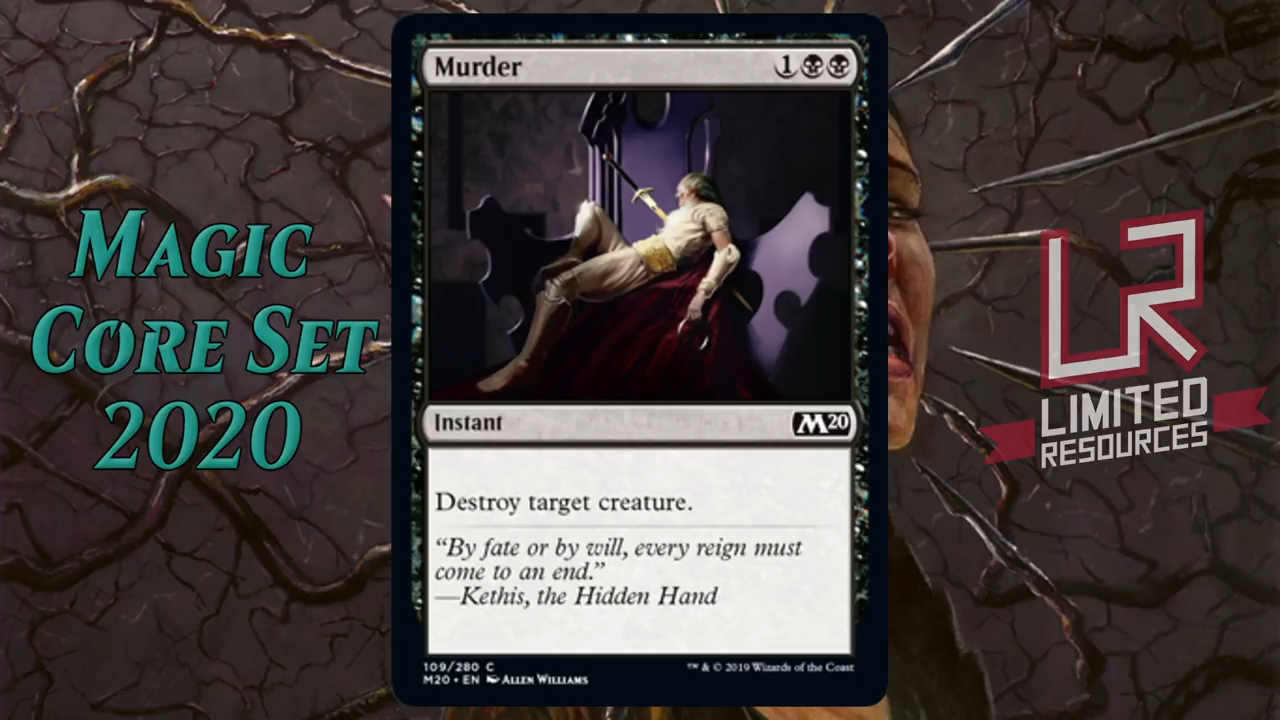 Magic
Core Set
2020
Murder
1
Instant
M20
Destroy target creature.
“By fate or by will, every reign must
come to an end.”
—Kethis, the Hidden Hand
109/280 C
M20 • EN Allen Williams
™ & © 2019 Wizards of the Coast
LR
LIMITED
RESOURCES